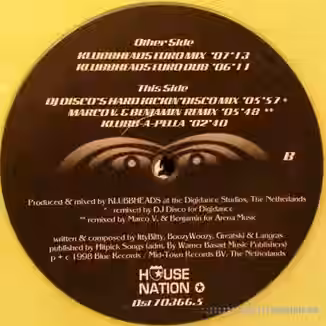 Other Side
KLUBBHEADS EURO MIX *07'13
KLUBBHEADS EURO DUB *06'11
This Side
DJ DISCO'S HARD KICKIN' DISCO MIX *05'57 *
MARCO V. & BENJAMIN REMIX *05'48 **
KLUBB-A-PELLA *02'40
B
Produced & mixed by KLUBBHEADS at the Digidance Studios, The Netherlands
* remixed by DJ Disco for Digidance
** remixed by Marco V. & Benjamin for Arena Music
written & composed by IttyBitty, BoozyWoozy, Greatski & Langras
published by Hitpick Songs (adm. By Warner Basart Music Publishers)
p + c 1998 Blue Records / Mid-Town Records BV, The Netherlands
HOUSE
NATION
Dst 70366.5